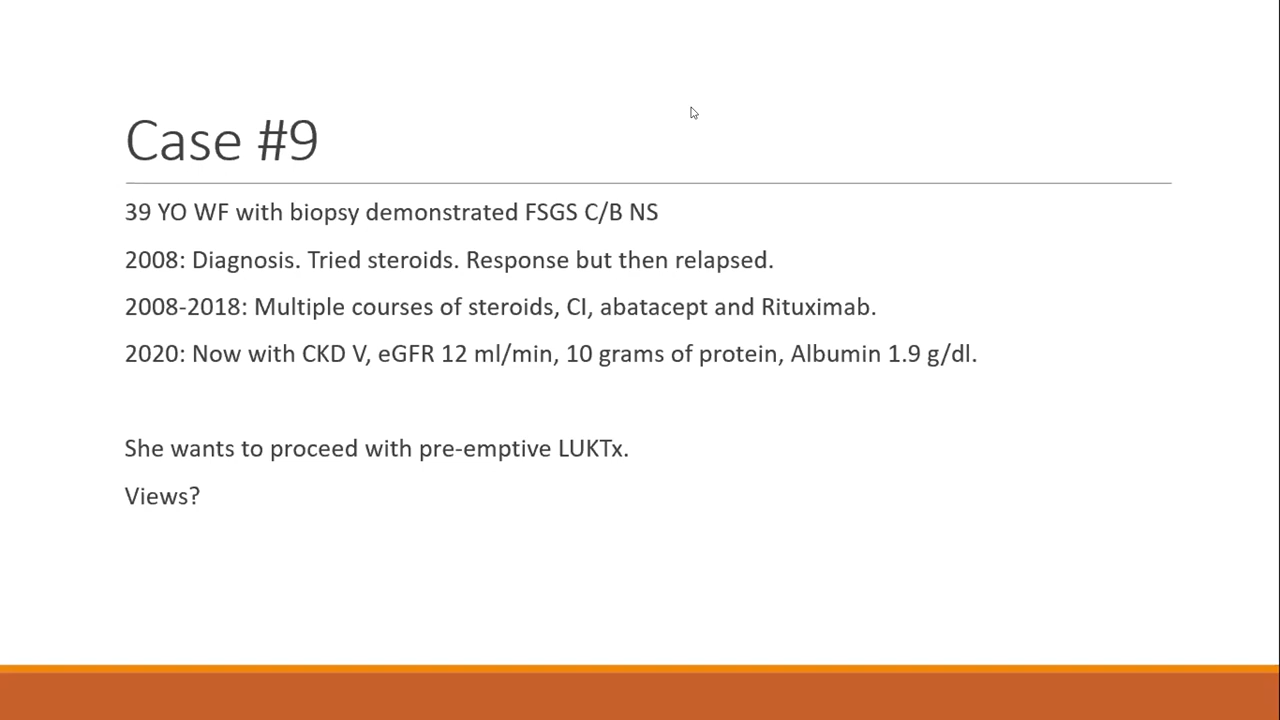 Case #9
39 YO WF with biopsy demonstrated FSGS C/B NS
2008: Diagnosis. Tried steroids. Response but then relapsed.
2008-2018: Multiple courses of steroids, CI, abatacept and Rituximab.
2020: Now with CKD V, eGFR 12 ml/min, 10 grams of protein, Albumin 1.9 g/dl.
She wants to proceed with pre-emptive LUKTx.
Views?